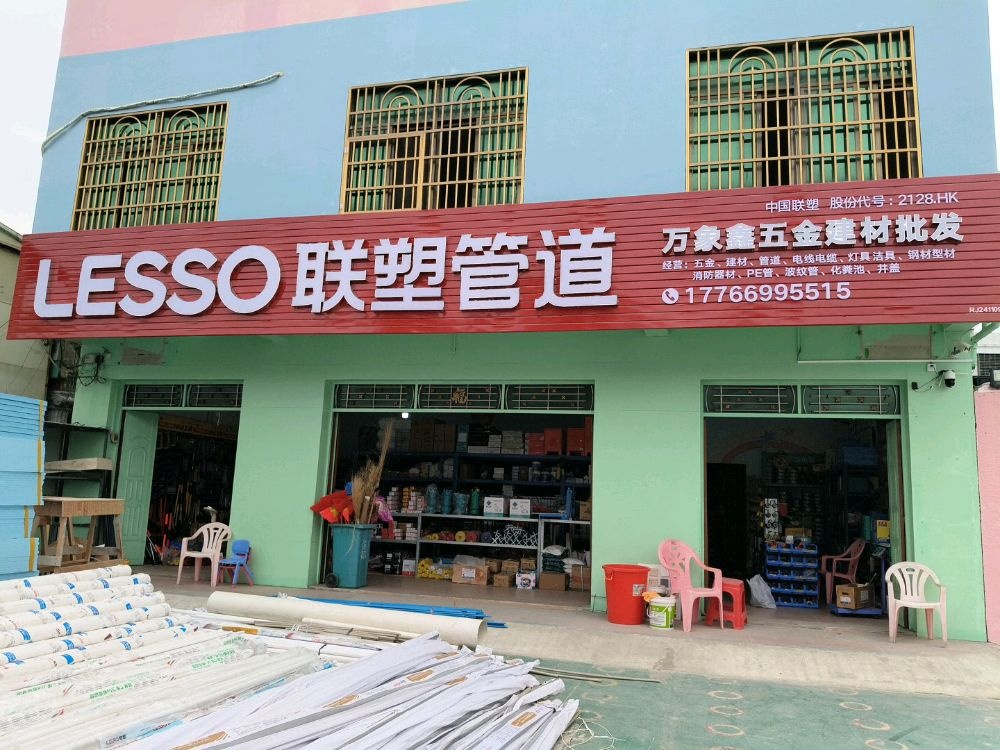 LESSO 联塑管道
中国联塑 股份代号：2128.HK
万象鑫五金建材批发
经营：五金、建材、管道、电线电缆、灯具洁具、钢材型材
消防器材、PE管、波纹管、化粪池、井盖
17766995515
福